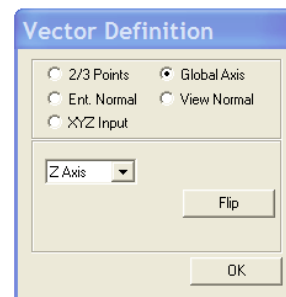 Vector Definition
2/3 Points Global Axis
Ent. Normal View Normal
XYZ Input
Z Axis
Flip
OK